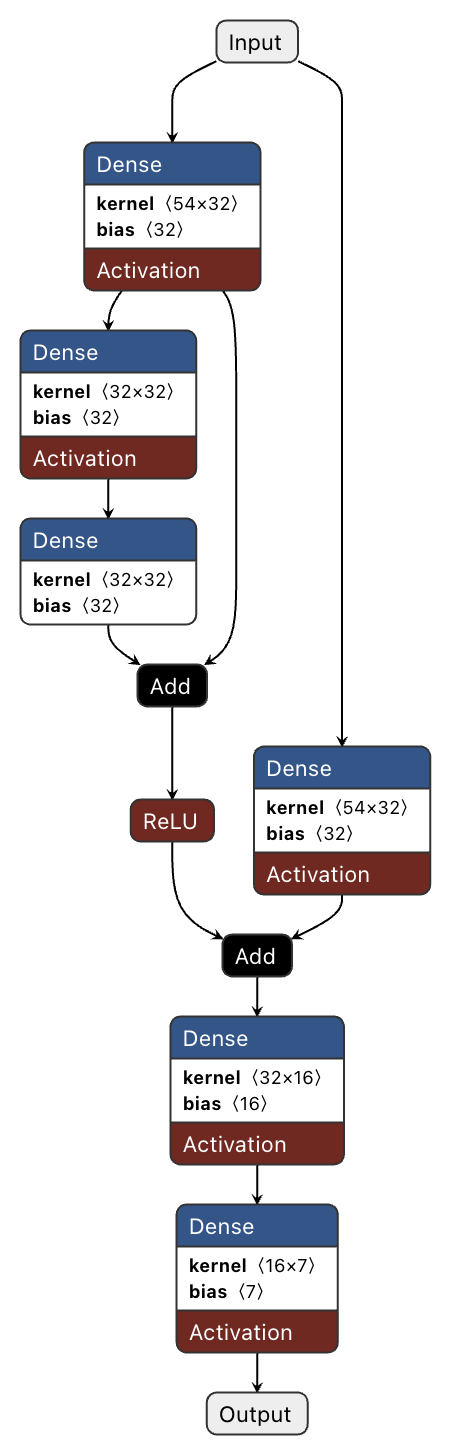 Input
Dense
kernel 〈54×32〉
bias 〈32〉
Activation
Dense
kernel 〈32×32〉
bias 〈32〉
Activation
Dense
kernel 〈32×32〉
bias 〈32〉
Add
ReLU
Dense
kernel 〈54×32〉
bias 〈32〉
Activation
Add
Dense
kernel 〈32×16〉
bias 〈16〉
Activation
Dense
kernel 〈16×7〉
bias 〈7〉
Activation
Output